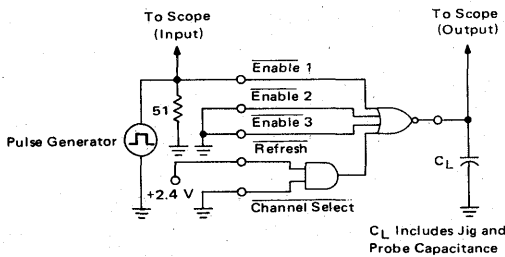 To Scope
(Input)
To Scope
(Output)
Enable 1
51
Enable 2
Enable 3
Pulse Generator
Refresh
+2.4 V
Channel Select
CL
CL Includes Jig and
Probe Capacitance